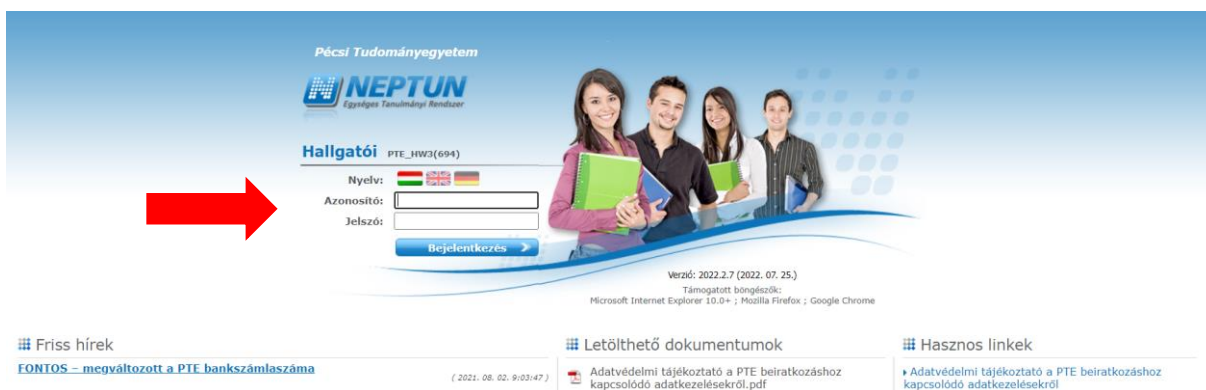 Pécsi Tudományegyetem
NEPTUN
Egységes Tanulmányi Rendszer
Hallgatói PTE_HW3(694)
Nyelv:
Azonosító:
Jelszó:
Bejelentkezés
Verzió: 2022.2.7 (2022. 07. 25.)
Támogatott böngészők:
Microsoft Internet Explorer 10.0+ ; Mozilla Firefox ; Google Chrome
Friss hírek
FONTOS – megváltozott a PTE bankszámlaszáma
( 2021. 08. 02. 9:03:47 )
Letölthető dokumentumok
Adatvédelmi tájékoztató a PTE beiratkozáshoz
kapcsolódó adatkezelésekről.pdf
Hasznos linkek
Adatvédelmi tájékoztató a PTE beiratkozáshoz
kapcsolódó adatkezelésekről